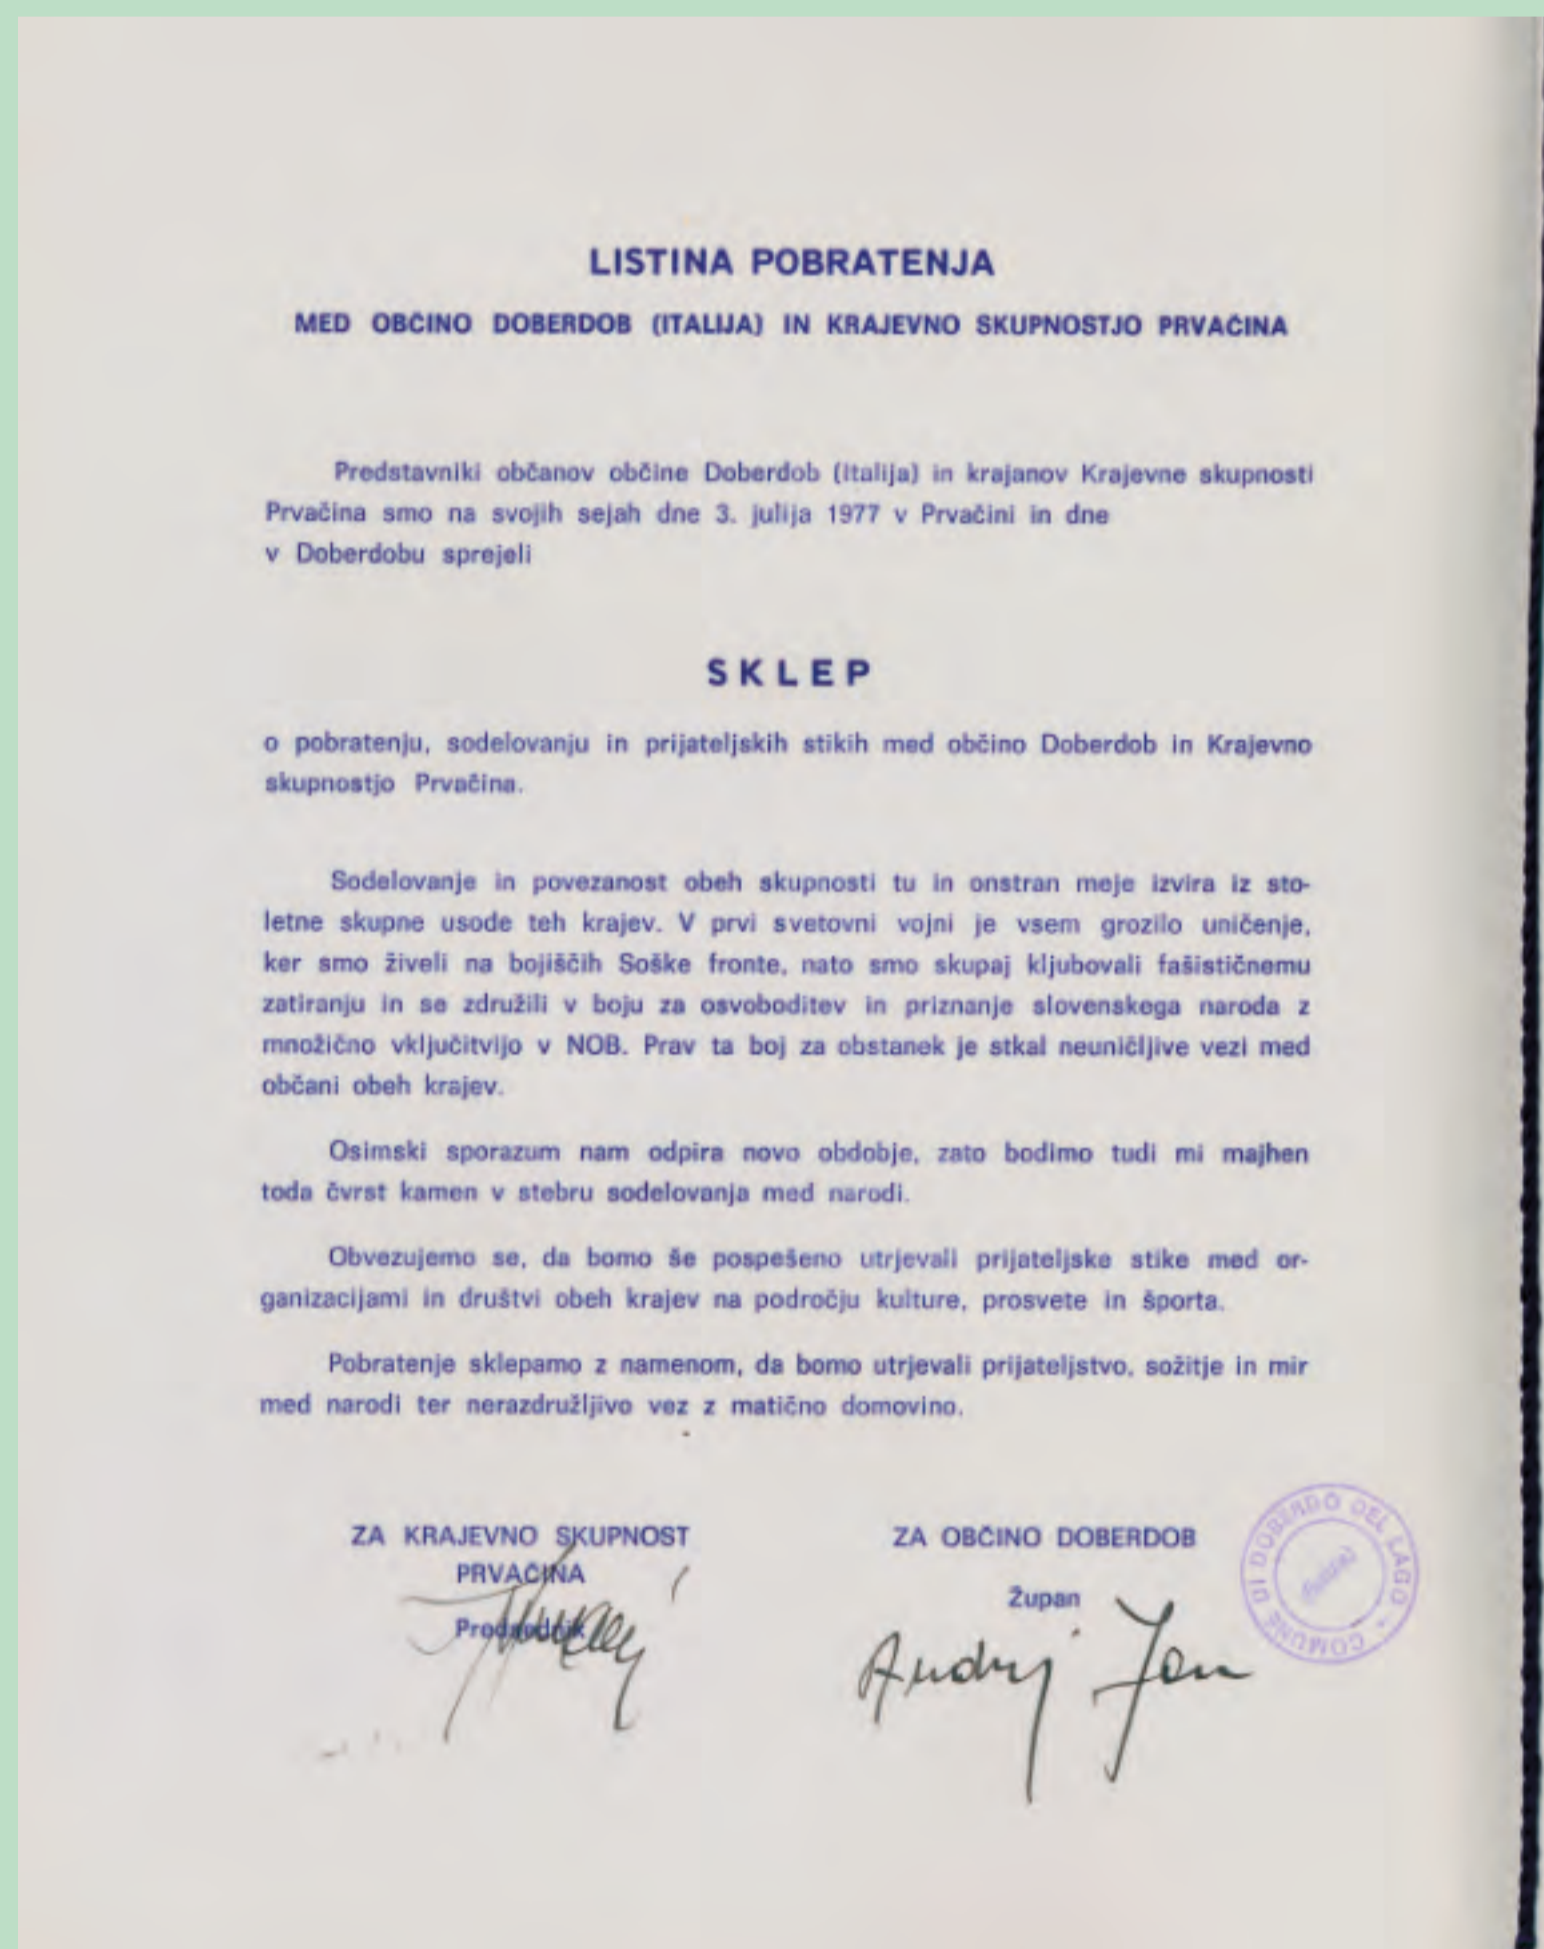 LISTINA POBRATENJA
MED OBČINO DOBERDOB (ITALIJA) IN KRAJEVNO SKUPNOSTJO PRVAČINA
Predstavniki občanov občine Doberdob (Italija) in krajanov Krajevne skupnosti
Prvačina smo na svojih sejah dne 3. julija 1977 v Prvačini in dne
v Doberdobu sprejeli
SKLEP
o pobratenju, sodelovanju in prijateljskih stikih med občino Doberdob in Krajevno
skupnostjo Prvačina.
Sodelovanje in povezanost obeh skupnosti tu in onstran meje izvira iz sto-
letne skupne usode teh krajev. V prvi svetovni vojni je vsem grozilo uničenje,
ker smo živeli na bojiščih Soške fronte, nato smo skupaj kljubovali fašističnemu
zatiranju in se združili v boju za osvoboditev in priznanje slovenskega naroda z
množično vključitvijo v NOB. Prav ta boj za obstanek je stkal neuničljive vezi med
občani obeh krajev.
Osimski sporazum nam odpira novo obdobje, zato bodimo tudi mi majhen
toda čvrst kamen v stebru sodelovanja med narodi.
Obvezujemo se, da bomo še pospešeno utrjevali prijateljske stike med or-
ganizacijami in društvi obeh krajev na področju kulture, prosvete in športa.
Pobratenje sklepamo z namenom, da bomo utrjevali prijateljstvo, sožitje in mir
med narodi ter nerazdružljivo vez z matično domovino.
ZA KRAJEVNO SKUPNOST
PRVAČINA
Predsednik
ZA OBČINO DOBERDOB
Župan
Andrej Jan
COMUNE DI DOBERDO DEL LAGO